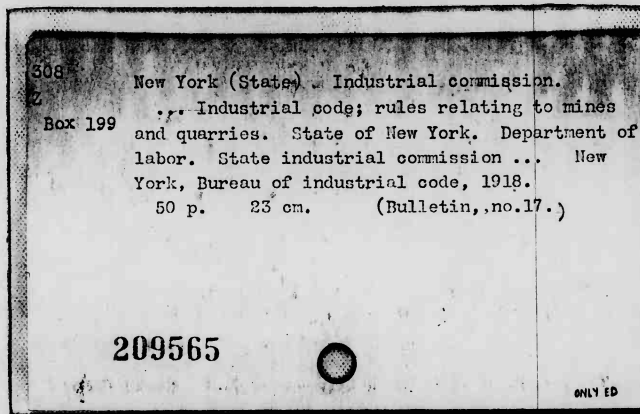 308
Z
Box 199
New York (State) . Industrial commission.
... Industrial code; rules relating to mines
and quarries. State of New York. Department of
labor. State industrial commission ... New
York, Bureau of industrial code, 1918.
50 p. 23 cm. (Bulletin,,no.17.)
209565
ONLY ED